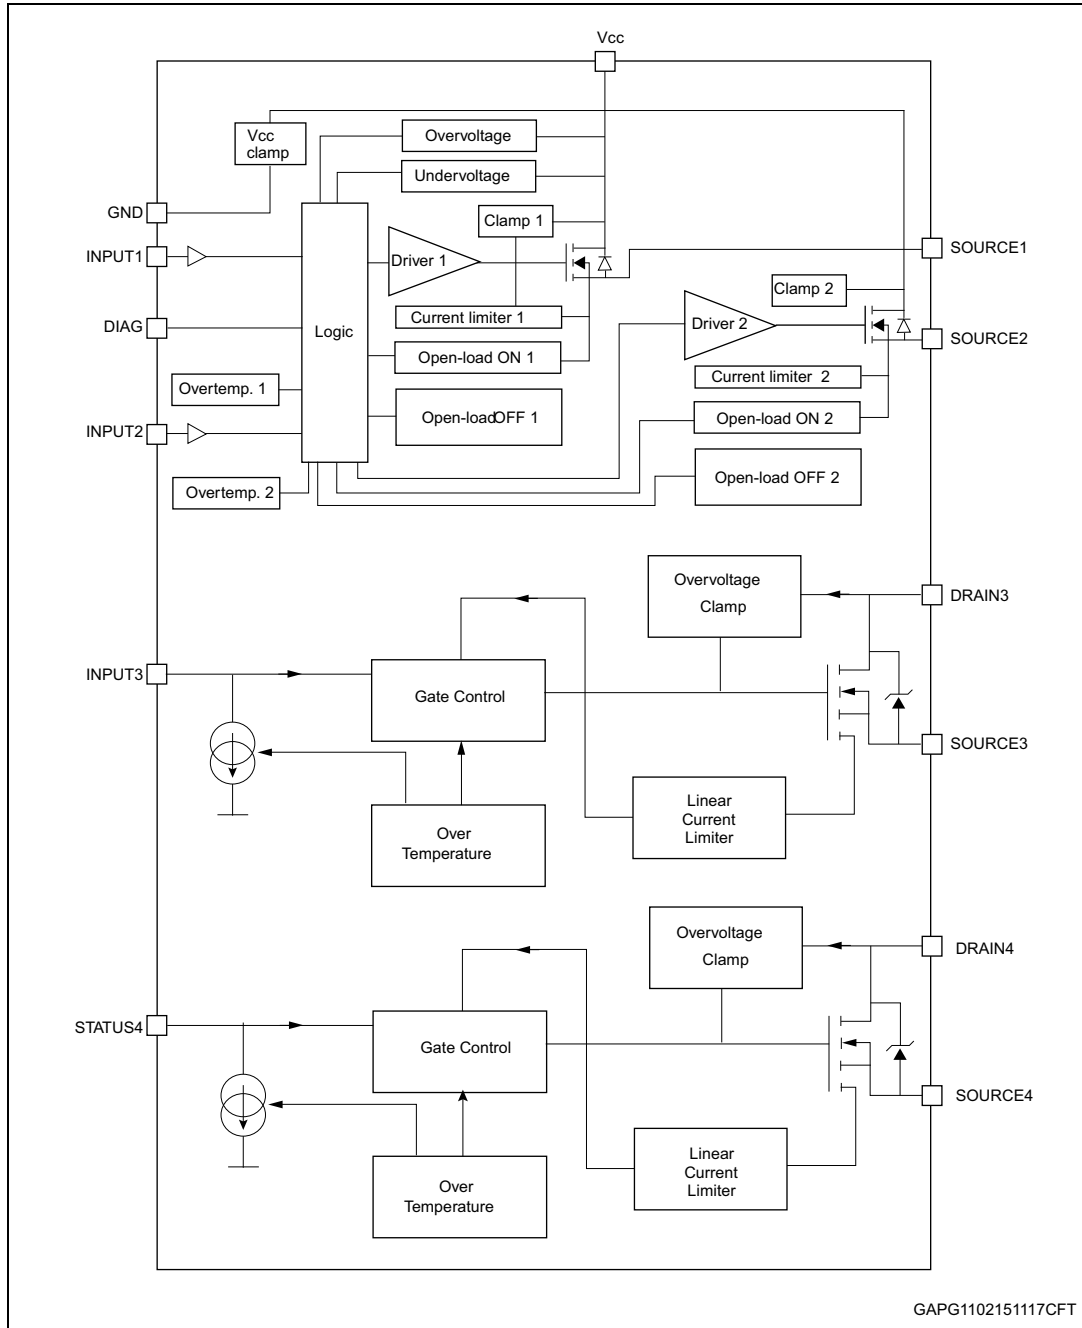 Vcc
Vcc
clamp
Overvoltage
Undervoltage
GND
Clamp 1
INPUT1
Driver 1
SOURCE1
Clamp 2
DIAG
Logic
Current limiter 1
Driver 2
SOURCE2
Open-load ON 1
Overtemp. 1
Current limiter 2
Open-loadOFF 1
Open-load ON 2
INPUT2
Overtemp. 2
Open-load OFF 2
Overvoltage
Clamp
DRAIN3
INPUT3
Gate Control
SOURCE3
Linear
Current
Limiter
Over
Temperature
Overvoltage
Clamp
DRAIN4
STATUS4
Gate Control
SOURCE4
Linear
Current
Limiter
Over
Temperature
GAPG1102151117CFT